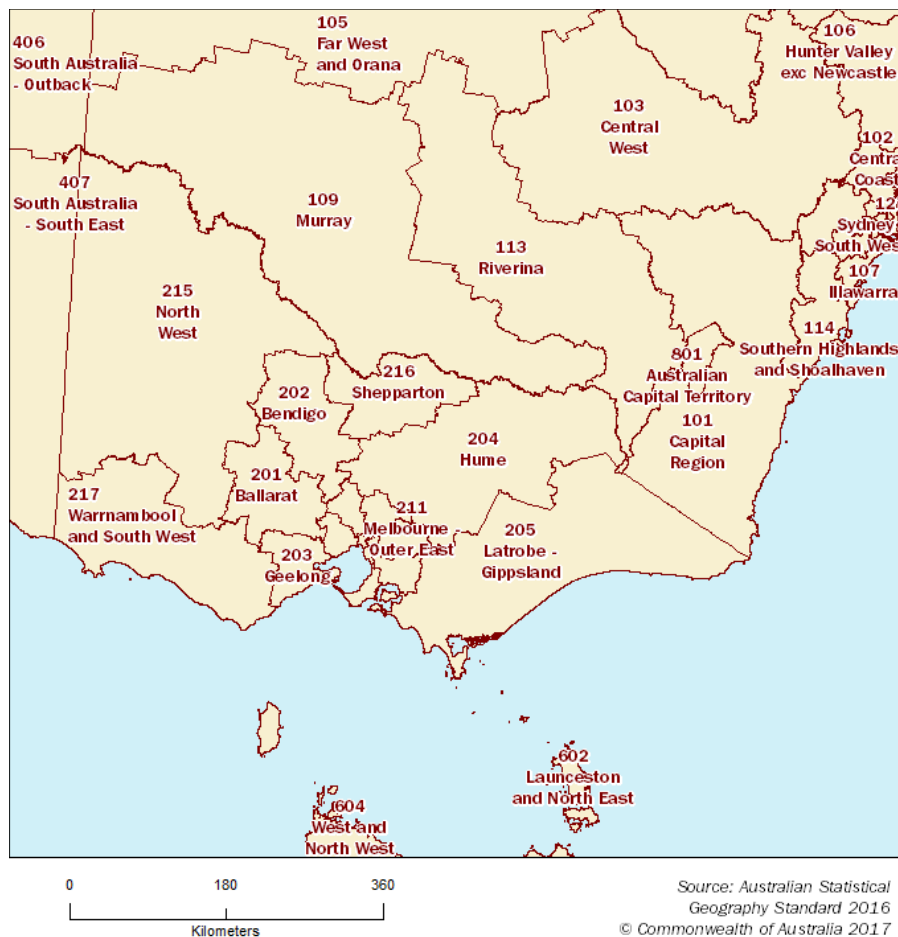 105
Far West
and Orana
406
South Australia
- Outback
106
Hunter Valley
exc Newcastle
103
Central
West
102
Central
Coast
407
South Australia
- South East
109
Murray
113
Riverina
Sydney
South West
107
Illawarra
215
North
West
114
Southern Highlands
and Shoalhaven
801
Australian
Capital Territory
216
Shepparton
202
Bendigo
101
Capital
Region
204
Hume
201
Ballarat
217
Warrnambool
and South West
211
Melbourne -
Outer East
205
Latrobe -
Gippsland
203
Geelong
602
Launceston
and North East
604
West and
North West
0 180 360
Kilometers
Source: Australian Statistical
Geography Standard 2016
© Commonwealth of Australia 2017